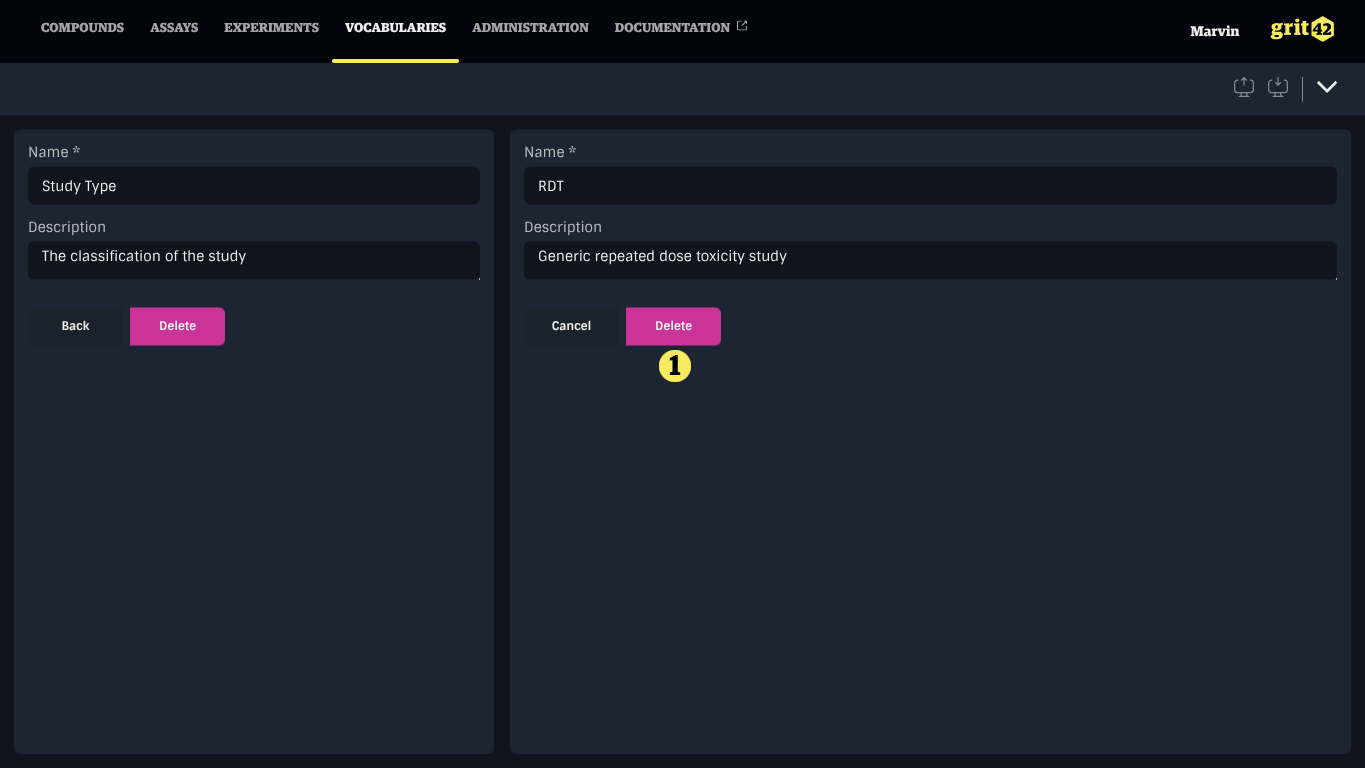 COMPOUNDS ASSAYS EXPERIMENTS VOCABULARIES ADMINISTRATION DOCUMENTATION Marvin grit42
Name *
Study Type
Description
The classification of the study
Back Delete
Name *
RDT
Description
Generic repeated dose toxicity study
Cancel Delete
1